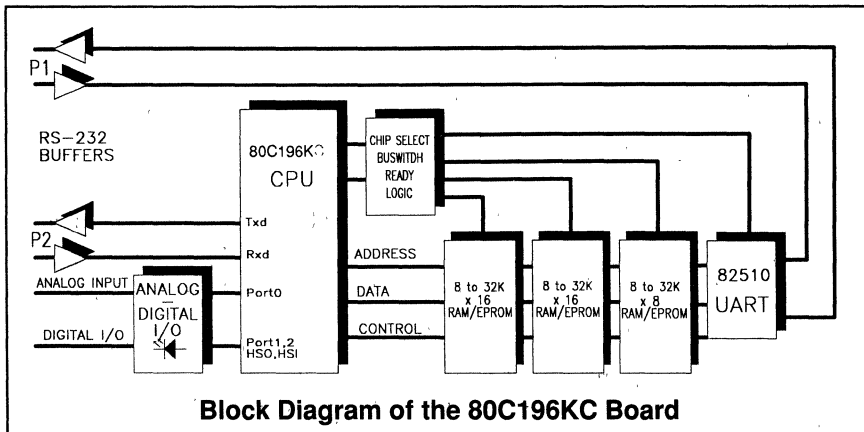 P1
RS-232
BUFFERS
P2
ANALOG INPUT
DIGITAL I/O
ANALOG
DIGITAL
I/O
80C196KC
CPU
Txd
Rxd
Port0
Port1,2
HSO,HSI
CHIP SELECT
BUSWITDH
READY
LOGIC
ADDRESS
DATA
CONTROL
8 to 32K
x 16
RAM/EPROM
8 to 32K
x 16
RAM/EPROM
8 to 32K
x 8
RAM/EPROM
82510
UART
Block Diagram of the 80C196KC Board